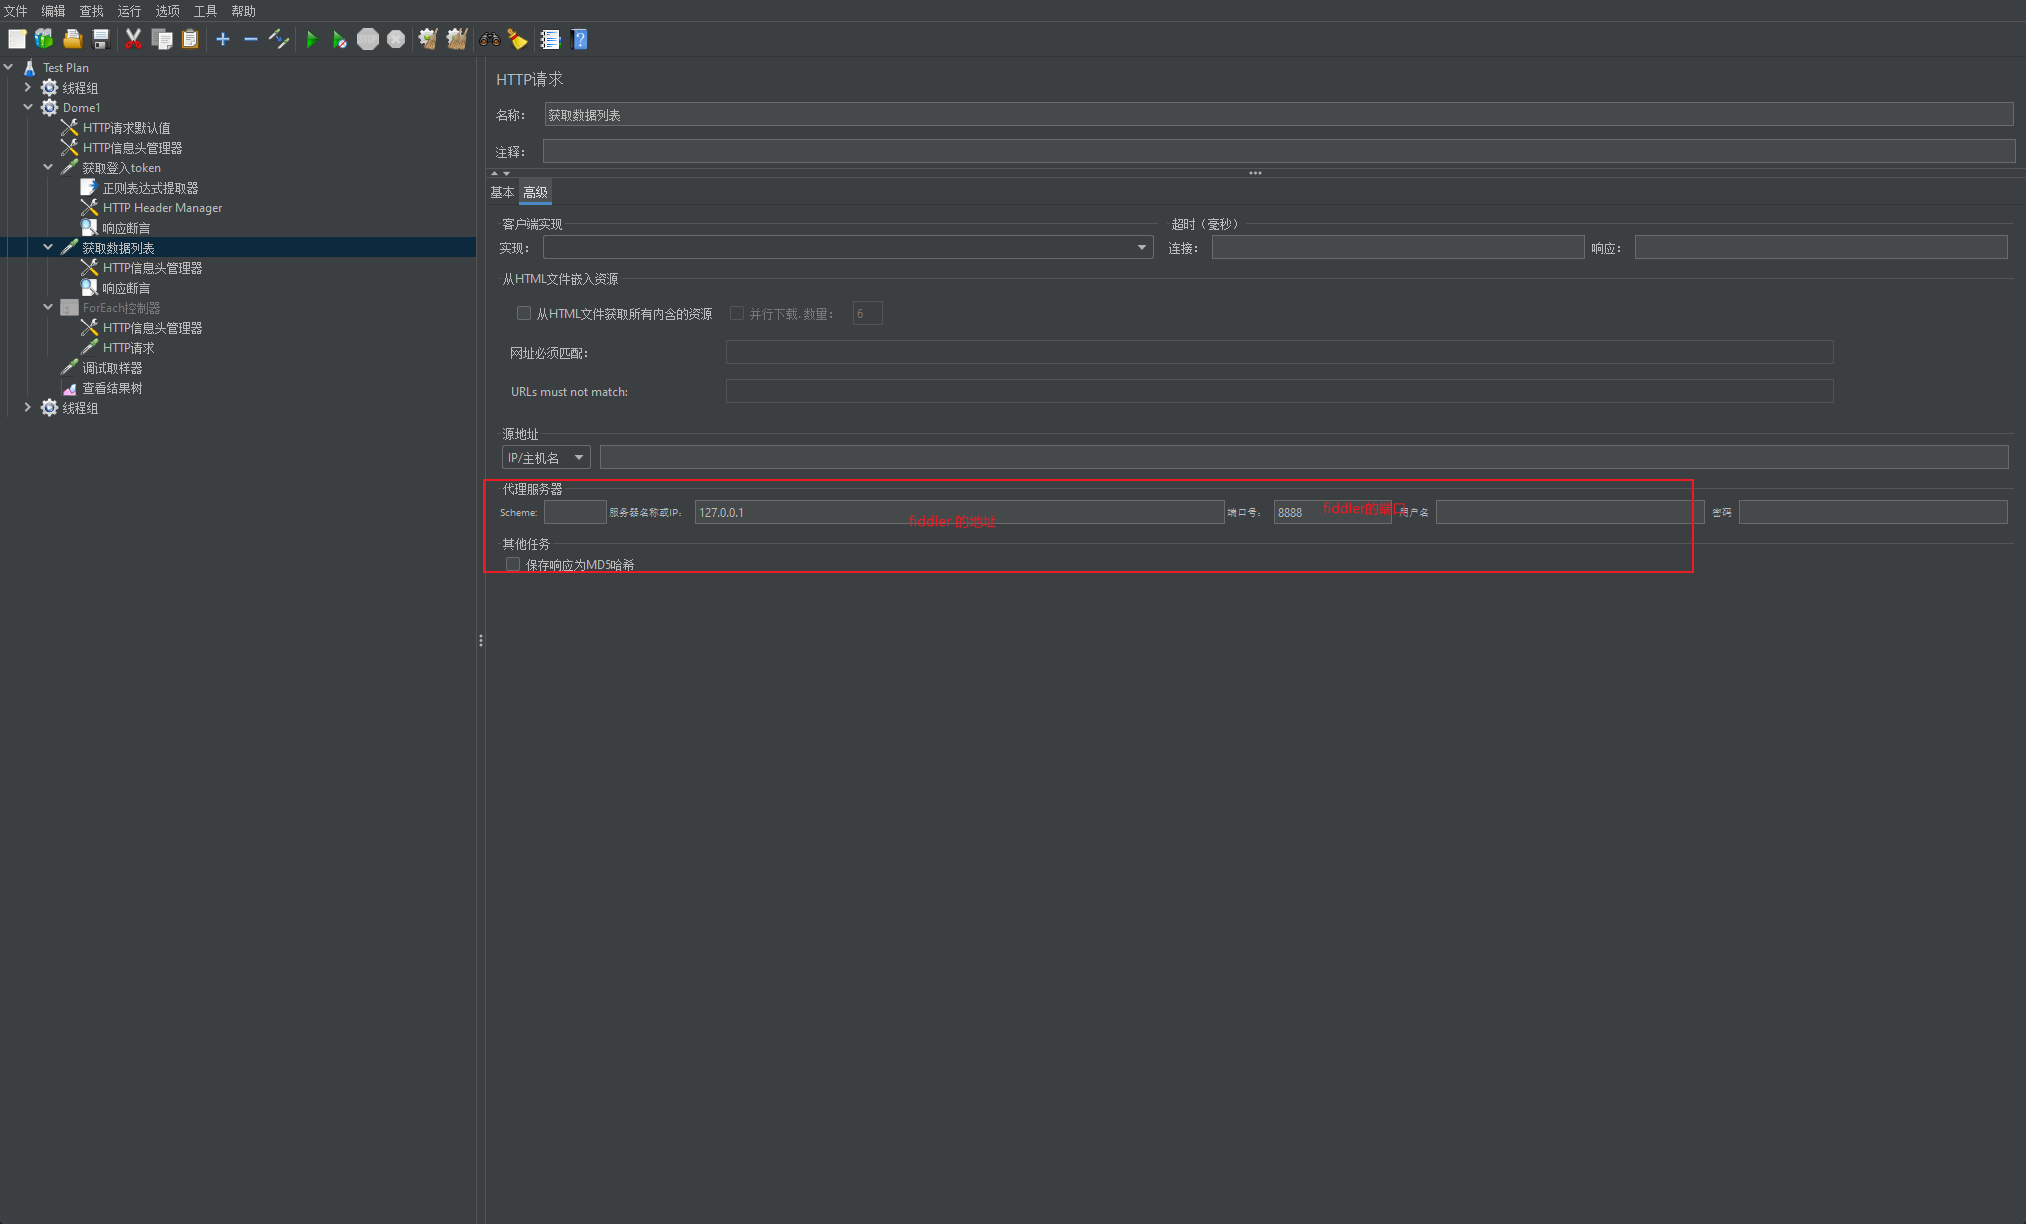 文件 编辑 查找 运行 选项 工具 帮助
Test Plan
线程组
Dome1
HTTP请求默认值
HTTP信息头管理器
获取登入token
正则表达式提取器
HTTP Header Manager
响应断言
获取数据列表
HTTP信息头管理器
响应断言
ForEach控制器
HTTP信息头管理器
HTTP请求
调试取样器
查看结果树
线程组
HTTP请求
名称： 获取数据列表
注释：
基本 高级
客户端实现 超时（毫秒）
实现： 连接： 响应：
从HTML文件嵌入资源
从HTML文件获取所有内含的资源 并行下载. 数量： 6
网址必须匹配：
URLs must not match:
源地址
IP/主机名
代理服务器
Scheme: 服务器名称或IP： 127.0.0.1 端口号： 8888 用户名 密码
fiddler 的地址 fiddler的端口
其他任务
保存响应为MD5哈希